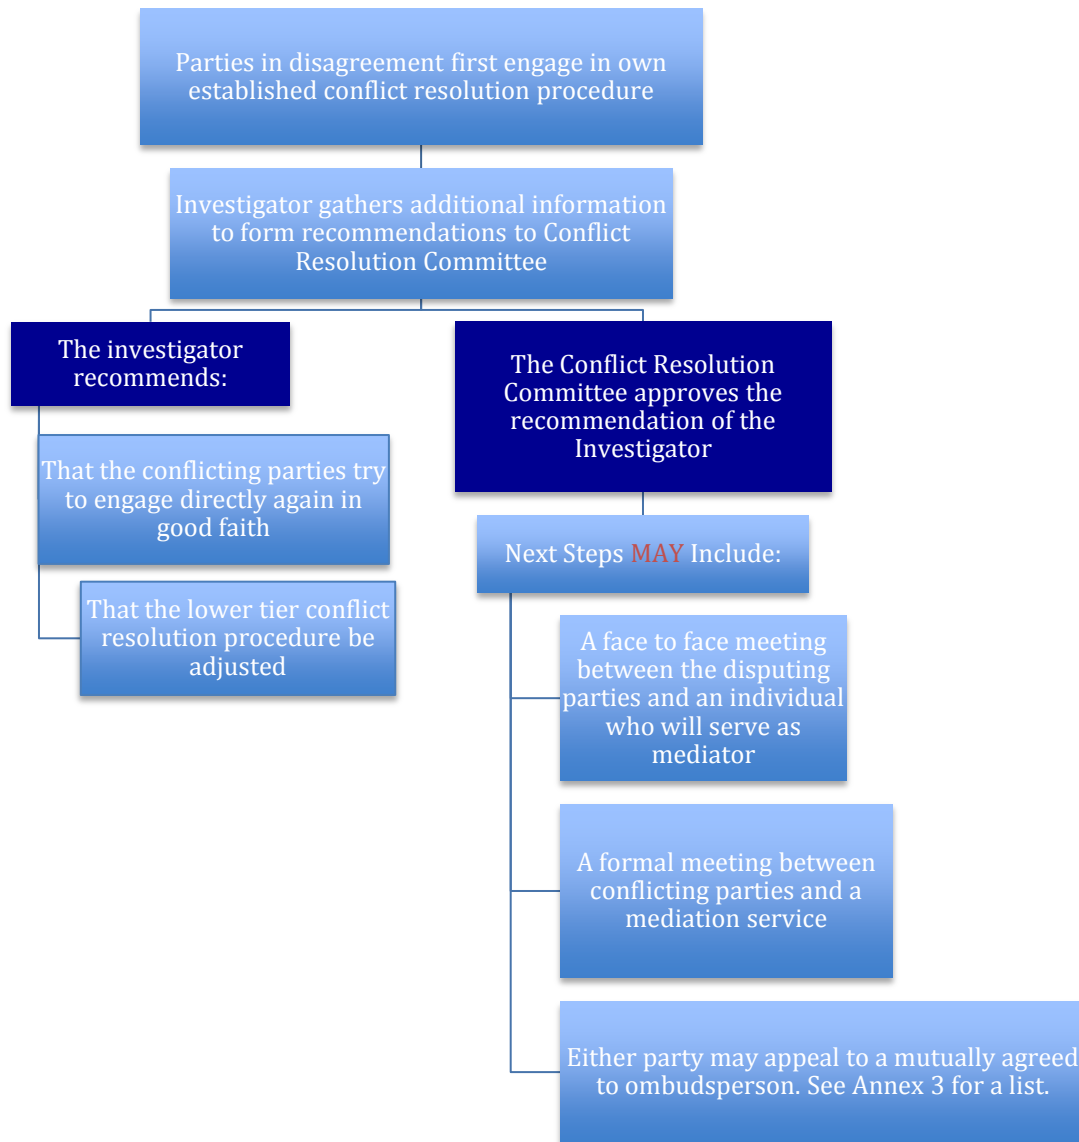 Parties in disagreement first engage in own
established conflict resolution procedure
Investigator gathers additional information
to form recommendations to Conflict
Resolution Committee
The investigator
recommends:
That the conflicting parties try
to engage directly again in
good faith
That the lower tier conflict
resolution procedure be
adjusted
The Conflict Resolution
Committee approves the
recommendation of the
Investigator
Next Steps MAY Include:
A face to face meeting
between the disputing
parties and an individual
who will serve as
mediator
A formal meeting between
conflicting parties and a
mediation service
Either party may appeal to a mutually agreed
to ombudsperson. See Annex 3 for a list.